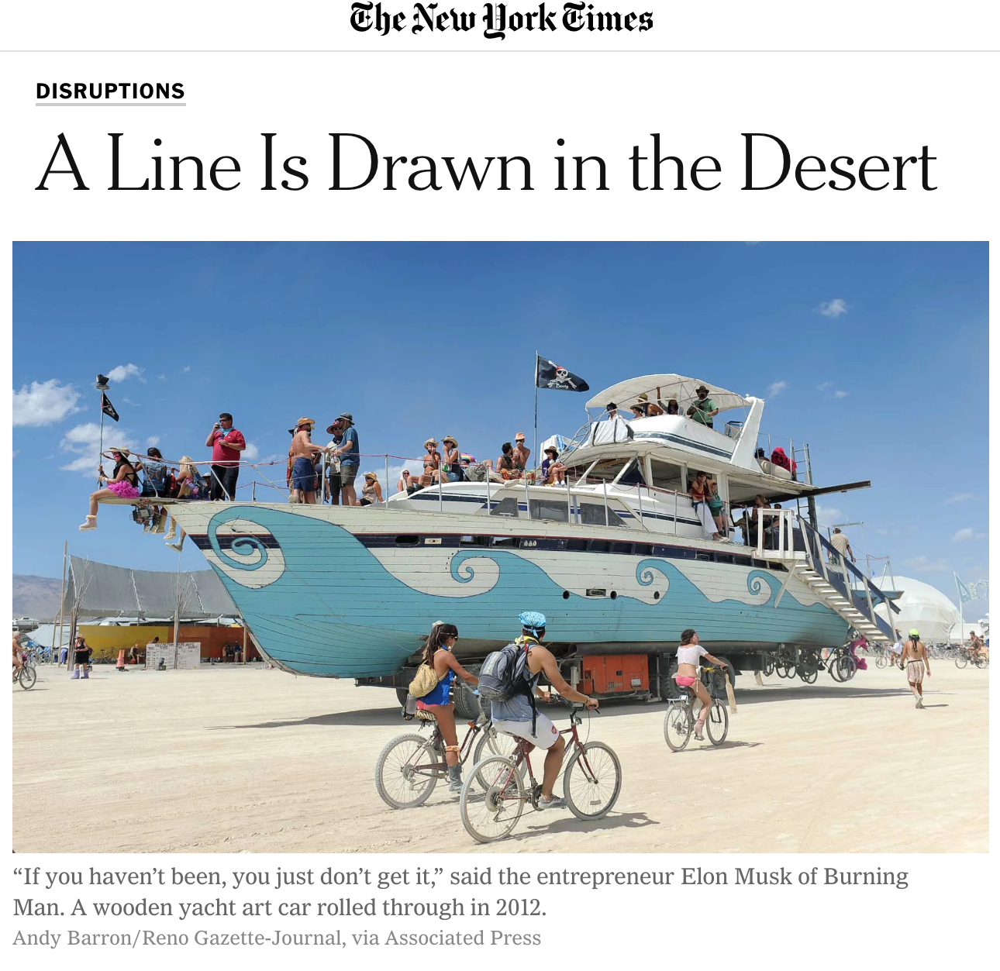 The New York Times
DISRUPTIONS
A Line Is Drawn in the Desert
“If you haven’t been, you just don’t get it,” said the entrepreneur Elon Musk of Burning
Man. A wooden yacht art car rolled through in 2012.
Andy Barron/Reno Gazette-Journal, via Associated Press